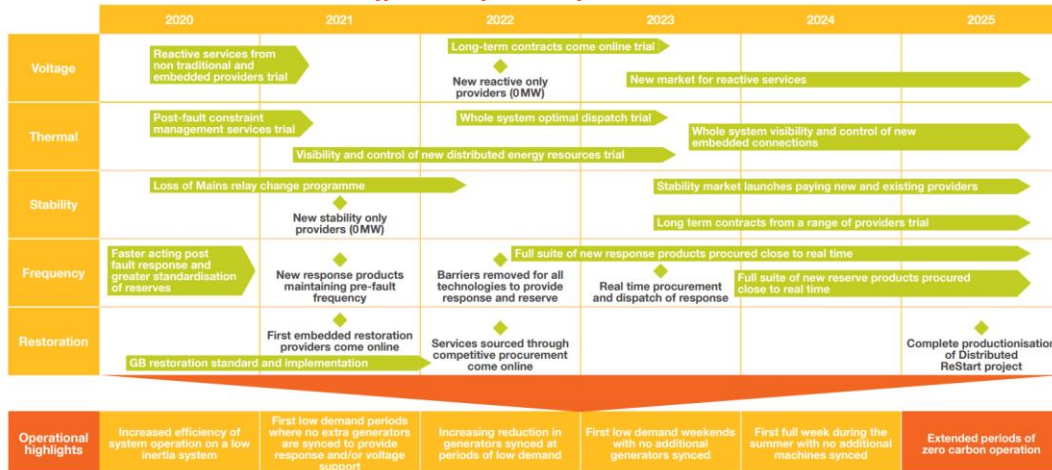 2020
2021
2022
2023
2024
2025
Voltage
Reactive services from
non traditional and
embedded providers trial
Long-term contracts come online trial
New reactive only
providers (0MW)
New market for reactive services
Thermal
Post-fault constraint
management services trial
Whole system optimal dispatch trial
Whole system visibility and control of new
embedded connections
Visibility and control of new distributed energy resources trial
Stability
Loss of Mains relay change programme
New stability only
providers (0MW)
Stability market launches paying new and existing providers
Long term contracts from a range of providers trial
Frequency
Faster acting post
fault response and
greater standardisation
of reserves
New response products
maintaining pre-fault
frequency
Barriers removed for all
technologies to provide
response and reserve
Full suite of new response products procured close to real time
Real time procurement
and dispatch of response
Full suite of new reserve products procured
close to real time
Restoration
First embedded restoration
providers come online
GB restoration standard and implementation
Services sourced through
competitive procurement
come online
Complete productionisation
of Distributed
ReStart project
Operational
highlights
Increased efficiency of
system operation on a low
inertia system
First low demand periods
where no extra generators
are synced to provide
response and/or voltage
support
Increasing reduction in
generators synced at
periods of low demand
First low demand weekends
with no additional
generators synced
First full week during the
summer with no additional
machines synced
Extended periods of
zero carbon operation